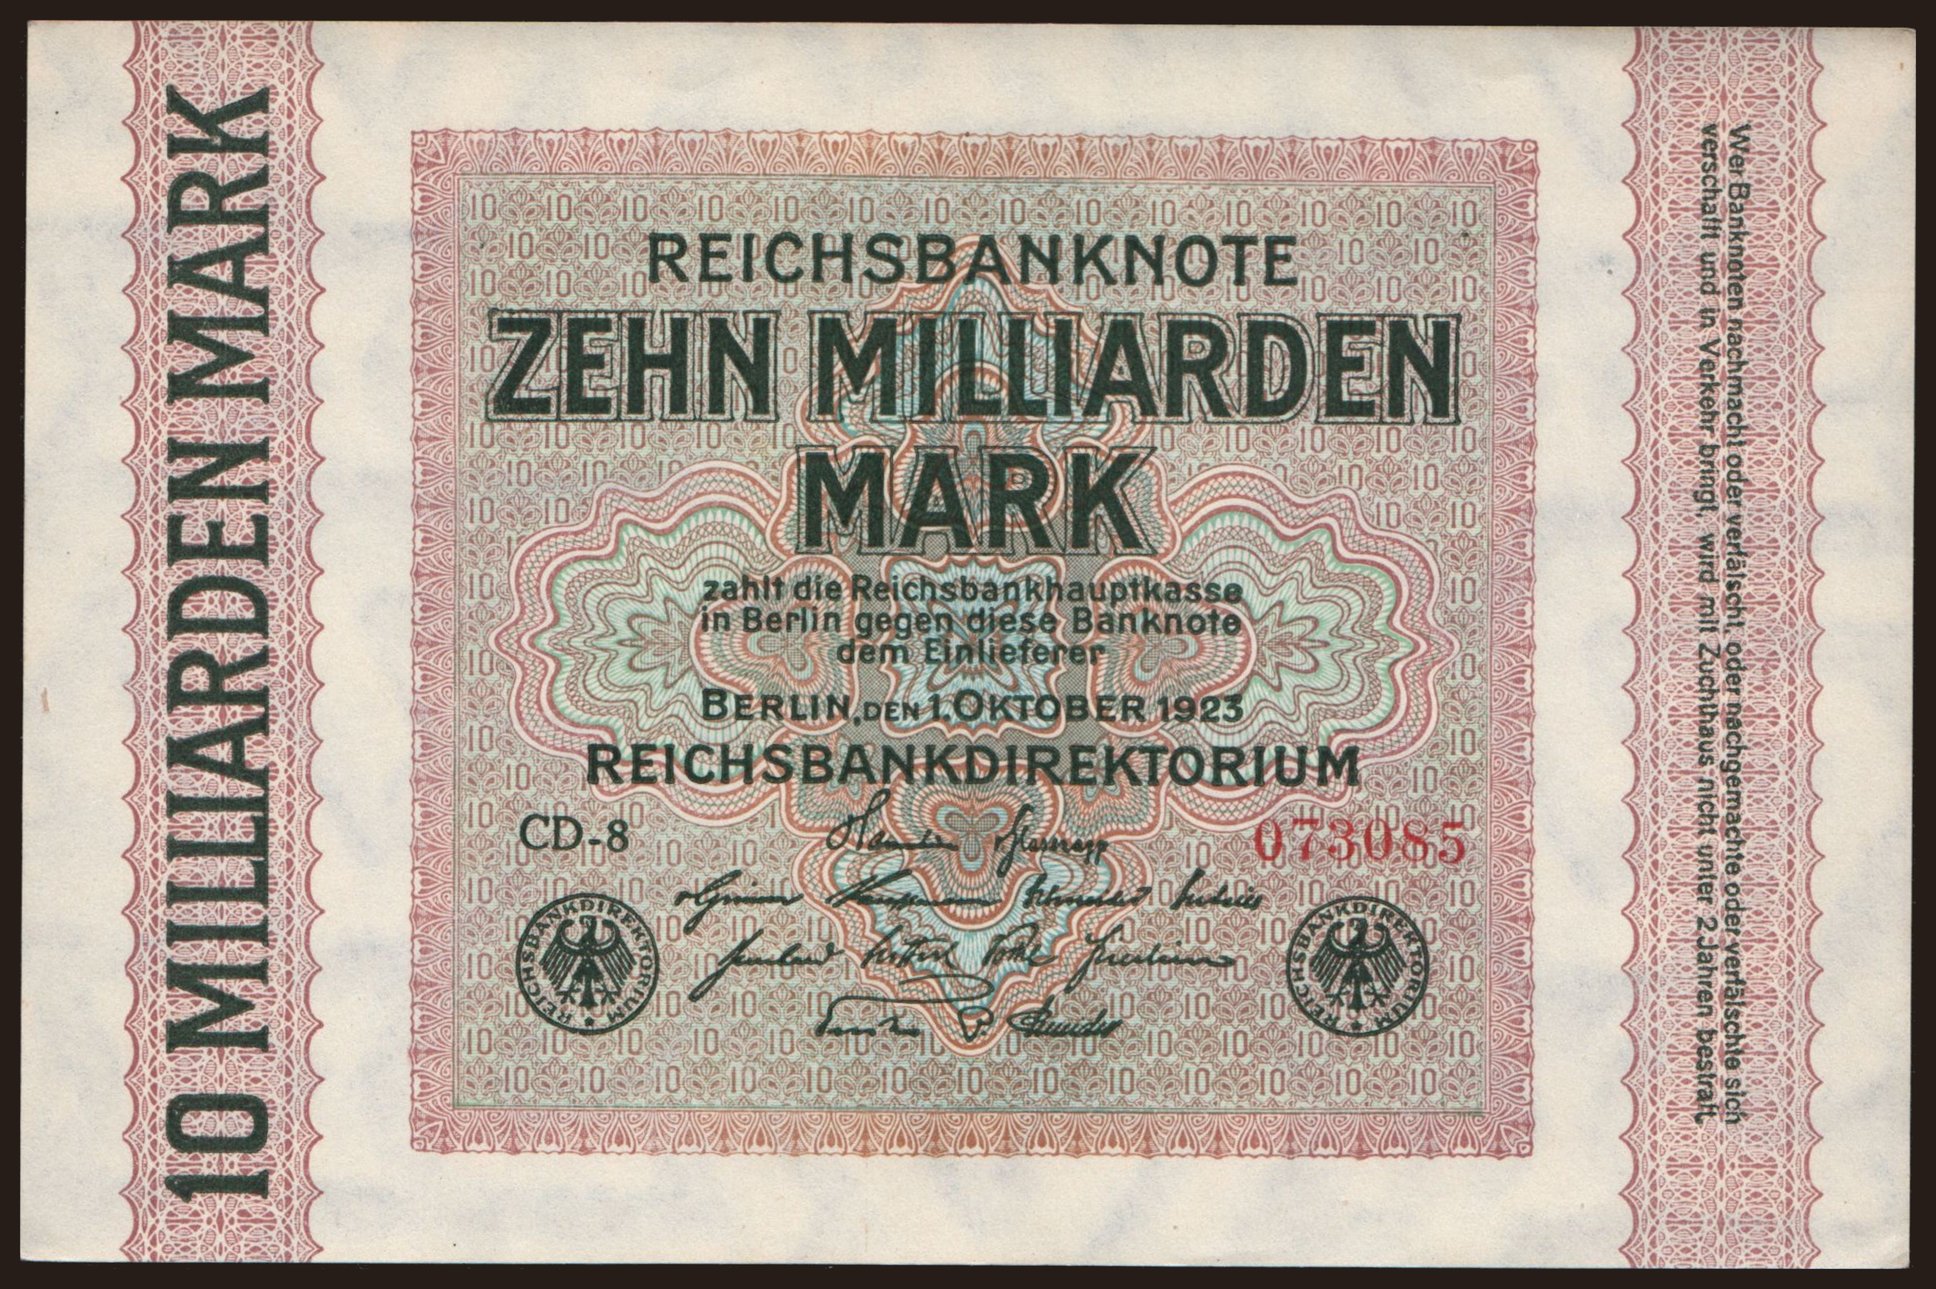 10 MILLIARDEN MARK
REICHSBANKNOTE
ZEHN MILLIARDEN
MARK
zahlt die Reichsbankhauptkasse
in Berlin gegen diese Banknote
dem Einlieferer
BERLIN, DEN 1. OKTOBER 1923
REICHSBANKDIREKTORIUM
CD-8
073085
REICHSBANKDIREKTORIUM
REICHSBANKDIREKTORIUM
Wer Banknoten nachmacht oder verfälscht, oder nachgemachte oder verfälschte sich
verschafft und in Verkehr bringt, wird mit Zuchthaus nicht unter 2 Jahren bestraft.